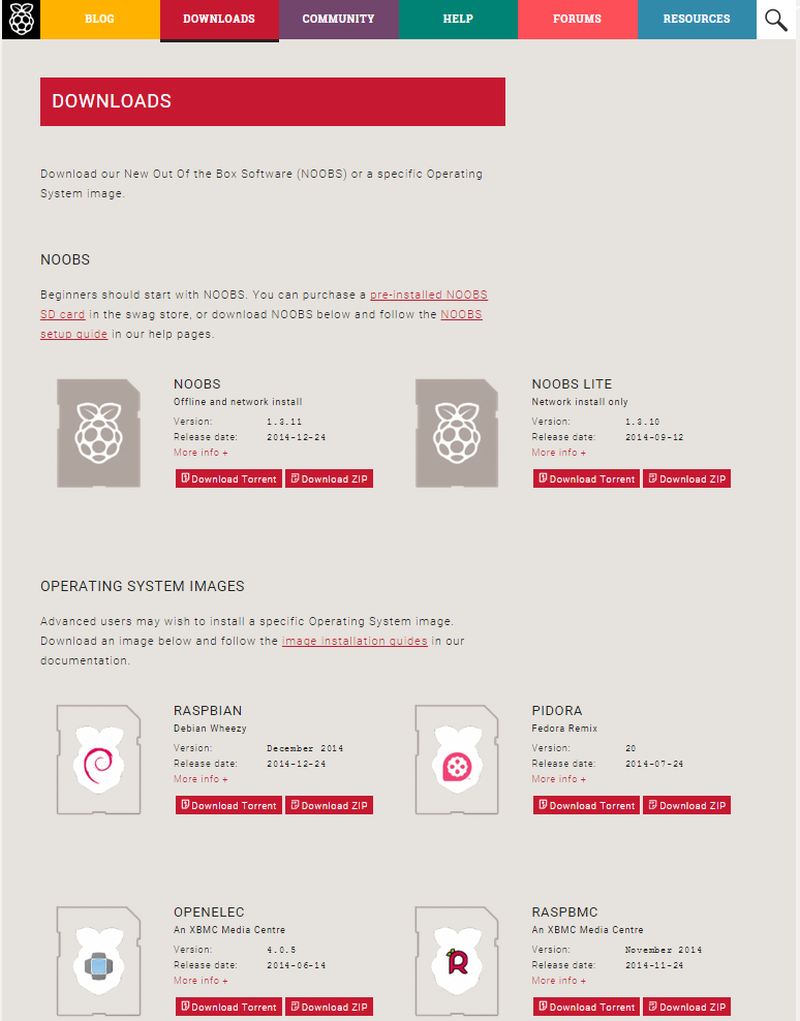 BLOG DOWNLOADS COMMUNITY HELP FORUMS RESOURCES
DOWNLOADS
Download our New Out Of the Box Software (NOOBS) or a specific Operating
System image.
NOOBS
Beginners should start with NOOBS. You can purchase a pre-installed NOOBS
SD card in the swag store, or download NOOBS below and follow the NOOBS
setup guide in our help pages.
NOOBS
Offline and network install
Version: 1.3.11
Release date: 2014-12-24
More info +
Download Torrent Download ZIP
NOOBS LITE
Network install only
Version: 1.3.10
Release date: 2014-09-12
More info +
Download Torrent Download ZIP
OPERATING SYSTEM IMAGES
Advanced users may wish to install a specific Operating System image.
Download an image below and follow the image installation guides in our
documentation.
RASPBIAN
Debian Wheezy
Version: December 2014
Release date: 2014-12-24
More info +
Download Torrent Download ZIP
PIDORA
Fedora Remix
Version: 20
Release date: 2014-07-24
More info +
Download Torrent Download ZIP
OPENELEC
An XBMC Media Centre
Version: 4.0.5
Release date: 2014-06-14
More info +
Download Torrent Download ZIP
RASPBMC
An XBMC Media Centre
Version: November 2014
Release date: 2014-11-24
More info +
Download Torrent Download ZIP